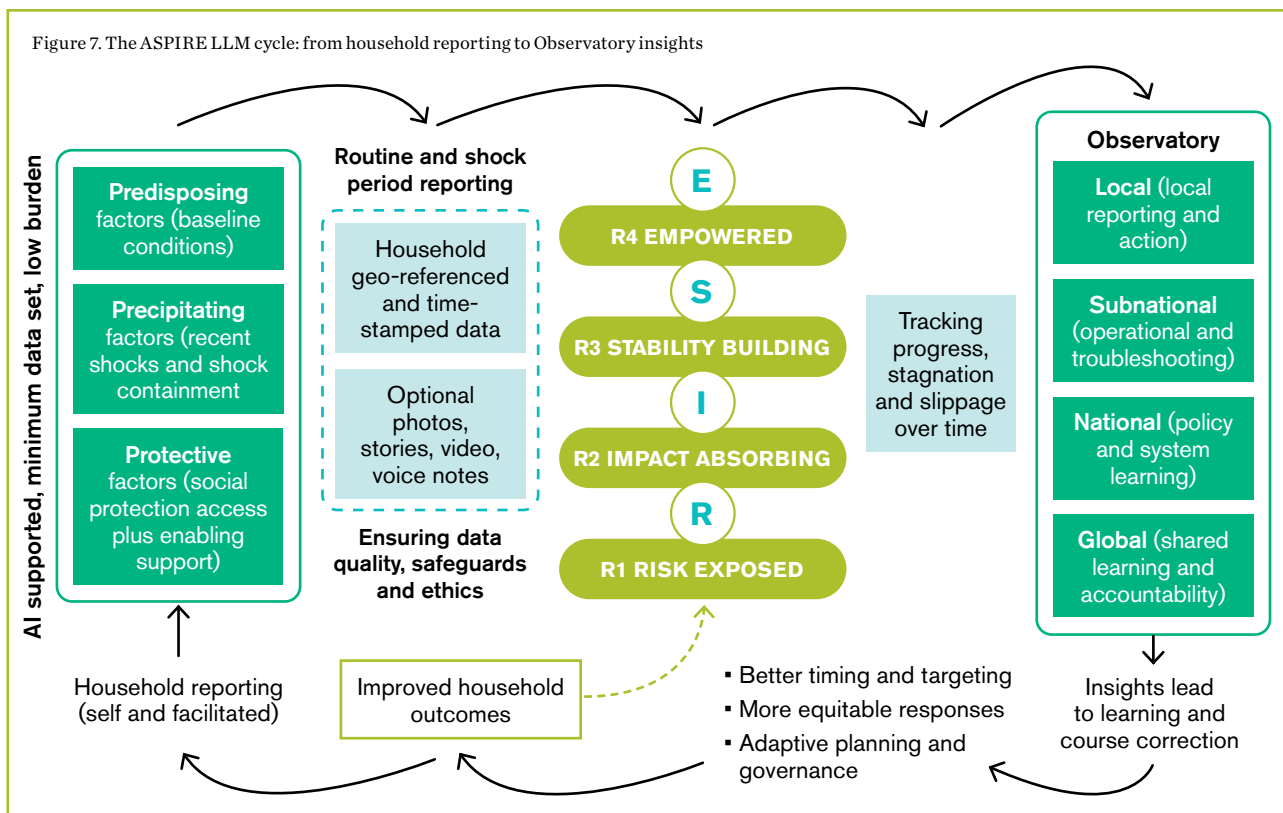 Figure 7. The ASPIRE LLM cycle: from household reporting to Observatory insights
AI supported, minimum data set, low burden
Predisposing
factors (baseline
conditions)
Precipitating
factors (recent
shocks and shock
containment
Protective
factors (social
protection access
plus enabling
support)
Household reporting
(self and facilitated)
Routine and shock
period reporting
Household
geo-referenced
and time-
stamped data
Optional
photos,
stories, video,
voice notes
Ensuring data
quality, safeguards
and ethics
E
R4 EMPOWERED
S
R3 STABILITY BUILDING
I
R2 IMPACT ABSORBING
R
R1 RISK EXPOSED
Improved household
outcomes
Tracking
progress,
stagnation
and slippage
over time
Observatory
Local (local
reporting and
action)
Subnational
(operational and
troubleshooting)
National (policy
and system
learning)
Global (shared
learning and
accountability)
Insights lead
to learning and
course correction
▪ Better timing and targeting
▪ More equitable responses
▪ Adaptive planning and
governance